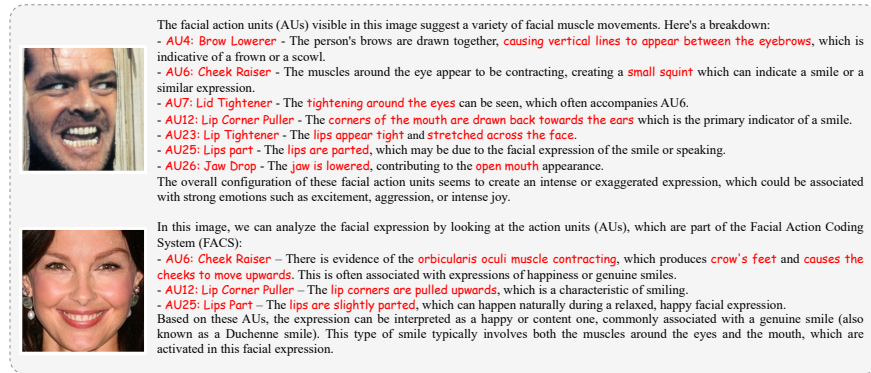 The facial action units (AUs) visible in this image suggest a variety of facial muscle movements. Here's a breakdown:
- AU4: Brow Lowerer - The person's brows are drawn together, causing vertical lines to appear between the eyebrows, which is
indicative of a frown or a scowl.
- AU6: Cheek Raiser - The muscles around the eye appear to be contracting, creating a small squint which can indicate a smile or a
similar expression.
- AU7: Lid Tightener - The tightening around the eyes can be seen, which often accompanies AU6.
- AU12: Lip Corner Puller - The corners of the mouth are drawn back towards the ears which is the primary indicator of a smile.
- AU23: Lip Tightener - The lips appear tight and stretched across the face.
- AU25: Lips part - The lips are parted, which may be due to the facial expression of the smile or speaking.
- AU26: Jaw Drop - The jaw is lowered, contributing to the open mouth appearance.
The overall configuration of these facial action units seems to create an intense or exaggerated expression, which could be associated
with strong emotions such as excitement, aggression, or intense joy.
In this image, we can analyze the facial expression by looking at the action units (AUs), which are part of the Facial Action Coding
System (FACS):
- AU6: Cheek Raiser – There is evidence of the orbicularis oculi muscle contracting, which produces crow's feet and causes the
cheeks to move upwards. This is often associated with expressions of happiness or genuine smiles.
- AU12: Lip Corner Puller – The lip corners are pulled upwards, which is a characteristic of smiling.
- AU25: Lips Part – The lips are slightly parted, which can happen naturally during a relaxed, happy facial expression.
Based on these AUs, the expression can be interpreted as a happy or content one, commonly associated with a genuine smile (also
known as a Duchenne smile). This type of smile typically involves both the muscles around the eyes and the mouth, which are
activated in this facial expression.